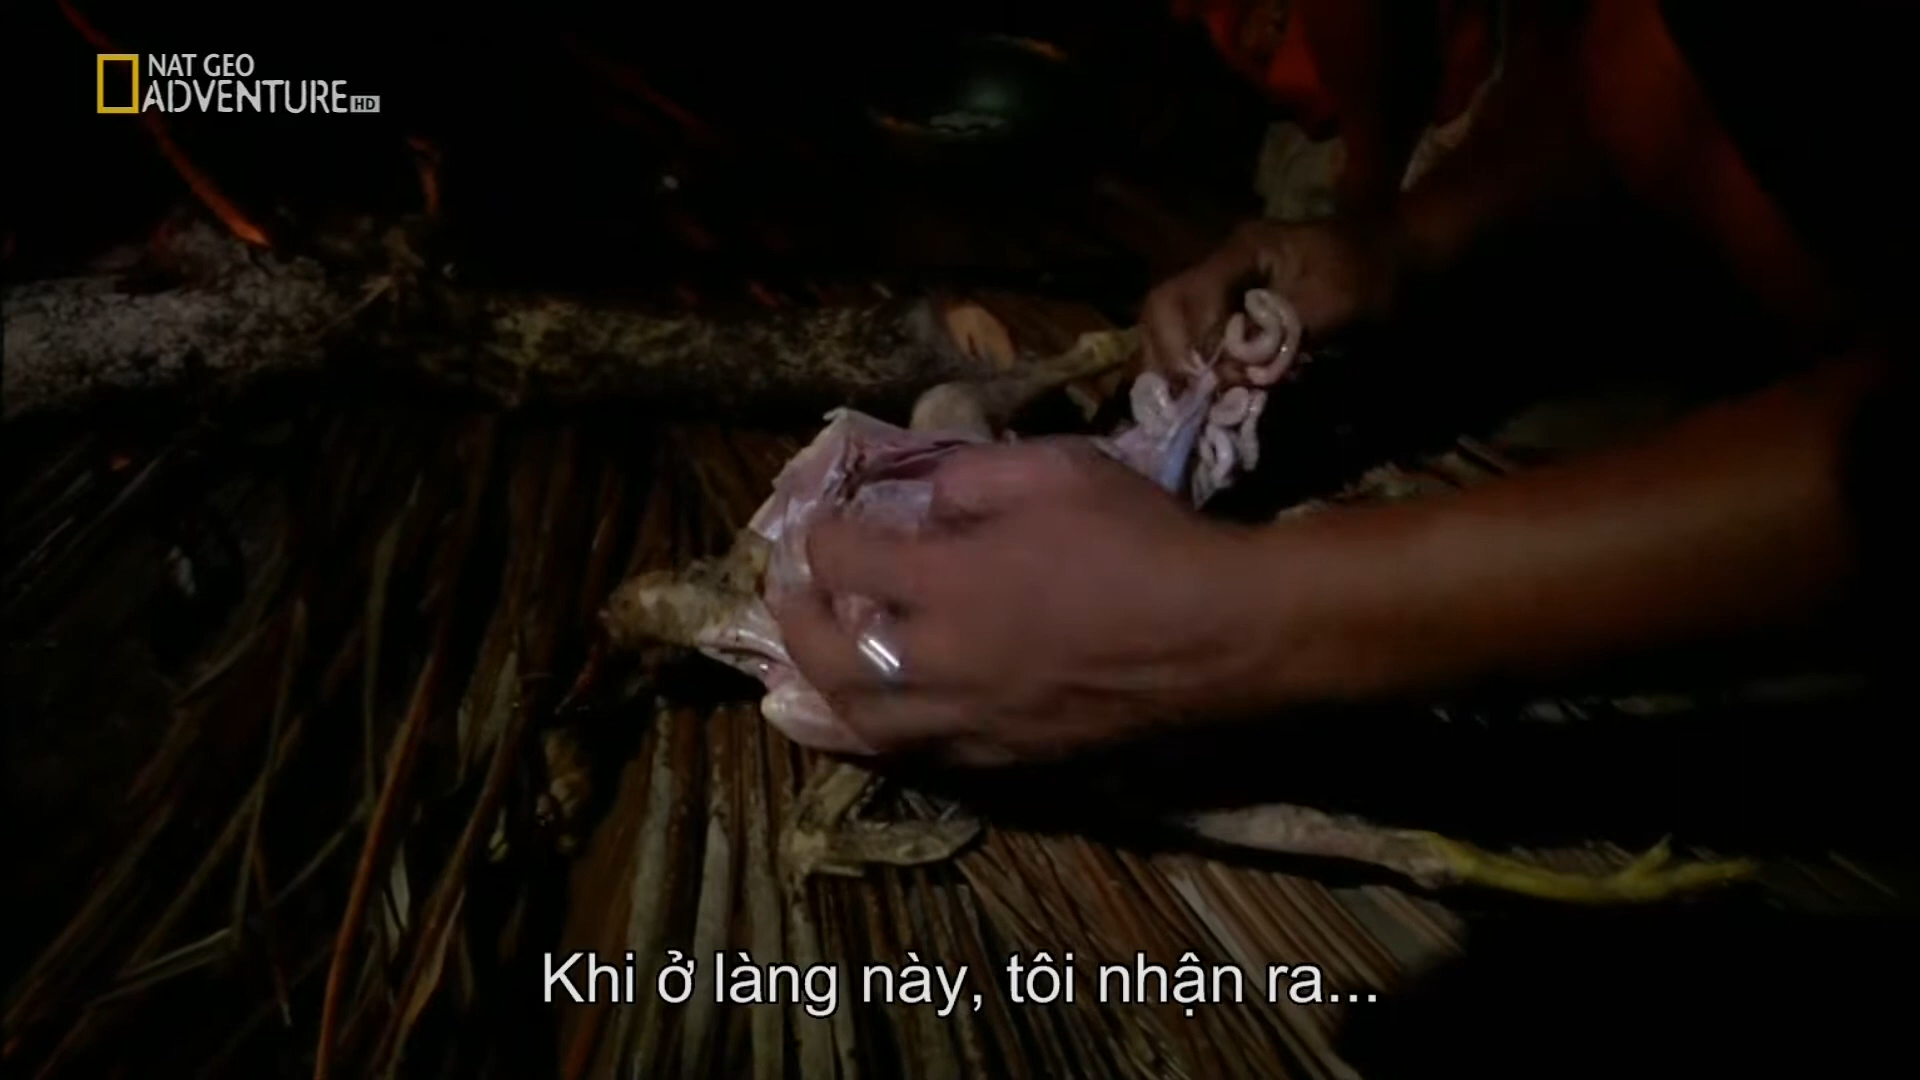 NAT GEO
ADVENTURE HD
Khi ở làng này, tôi nhận ra...